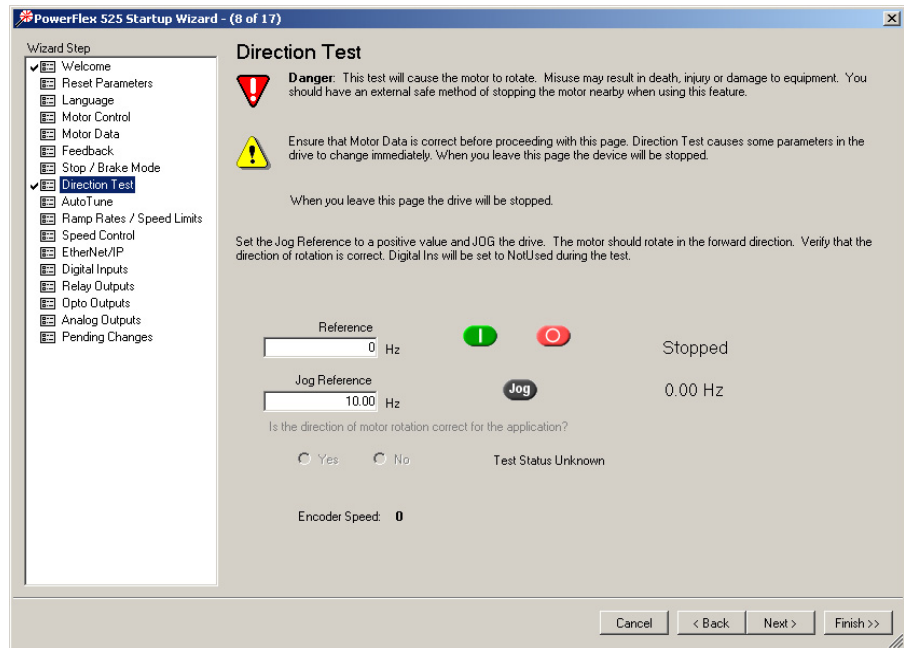 PowerFlex 525 Startup Wizard - (8 of 17)
Wizard Step
Welcome
Reset Parameters
Language
Motor Control
Motor Data
Feedback
Stop / Brake Mode
Direction Test
AutoTune
Ramp Rates / Speed Limits
Speed Control
EtherNet/IP
Digital Inputs
Relay Outputs
Opto Outputs
Analog Outputs
Pending Changes
Direction Test
Danger: This test will cause the motor to rotate. Misuse may result in death, injury or damage to equipment. You
should have an external safe method of stopping the motor nearby when using this feature.
Ensure that Motor Data is correct before proceeding with this page. Direction Test causes some parameters in the
drive to change immediately. When you leave this page the device will be stopped.
When you leave this page the drive will be stopped.
Set the Jog Reference to a positive value and JOG the drive. The motor should rotate in the forward direction. Verify that the
direction of rotation is correct. Digital Ins will be set to NotUsed during the test.
Reference
0 Hz
Stopped
Jog Reference
10.00 Hz
Jog
0.00 Hz
Is the direction of motor rotation correct for the application?
Yes No Test Status Unknown
Encoder Speed: 0
Cancel < Back Next > Finish >>